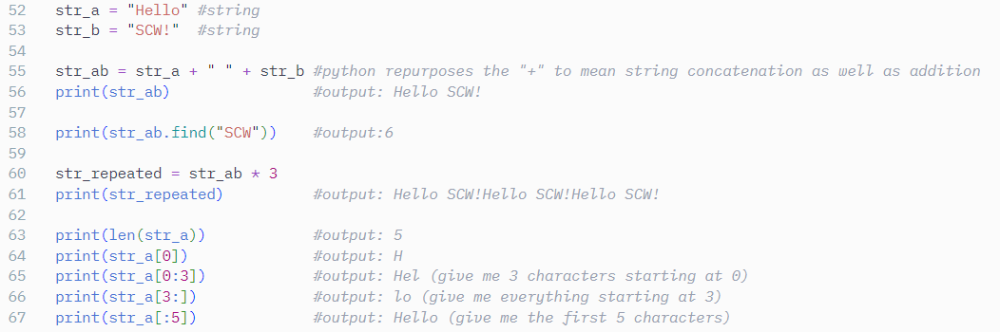 52 str_a = "Hello" #string
53 str_b = "SCW!"  #string
54
55 str_ab = str_a + " " + str_b #python repurposes the "+" to mean string concatenation as well as addition
56 print(str_ab)                #output: Hello SCW!
57
58 print(str_ab.find("SCW"))    #output:6
59
60 str_repeated = str_ab * 3
61 print(str_repeated)          #output: Hello SCW!Hello SCW!Hello SCW!
62
63 print(len(str_a))            #output: 5
64 print(str_a[0])              #output: H
65 print(str_a[0:3])            #output: Hel (give me 3 characters starting at 0)
66 print(str_a[3:])             #output: lo (give me everything starting at 3)
67 print(str_a[:5])             #output: Hello (give me the first 5 characters)